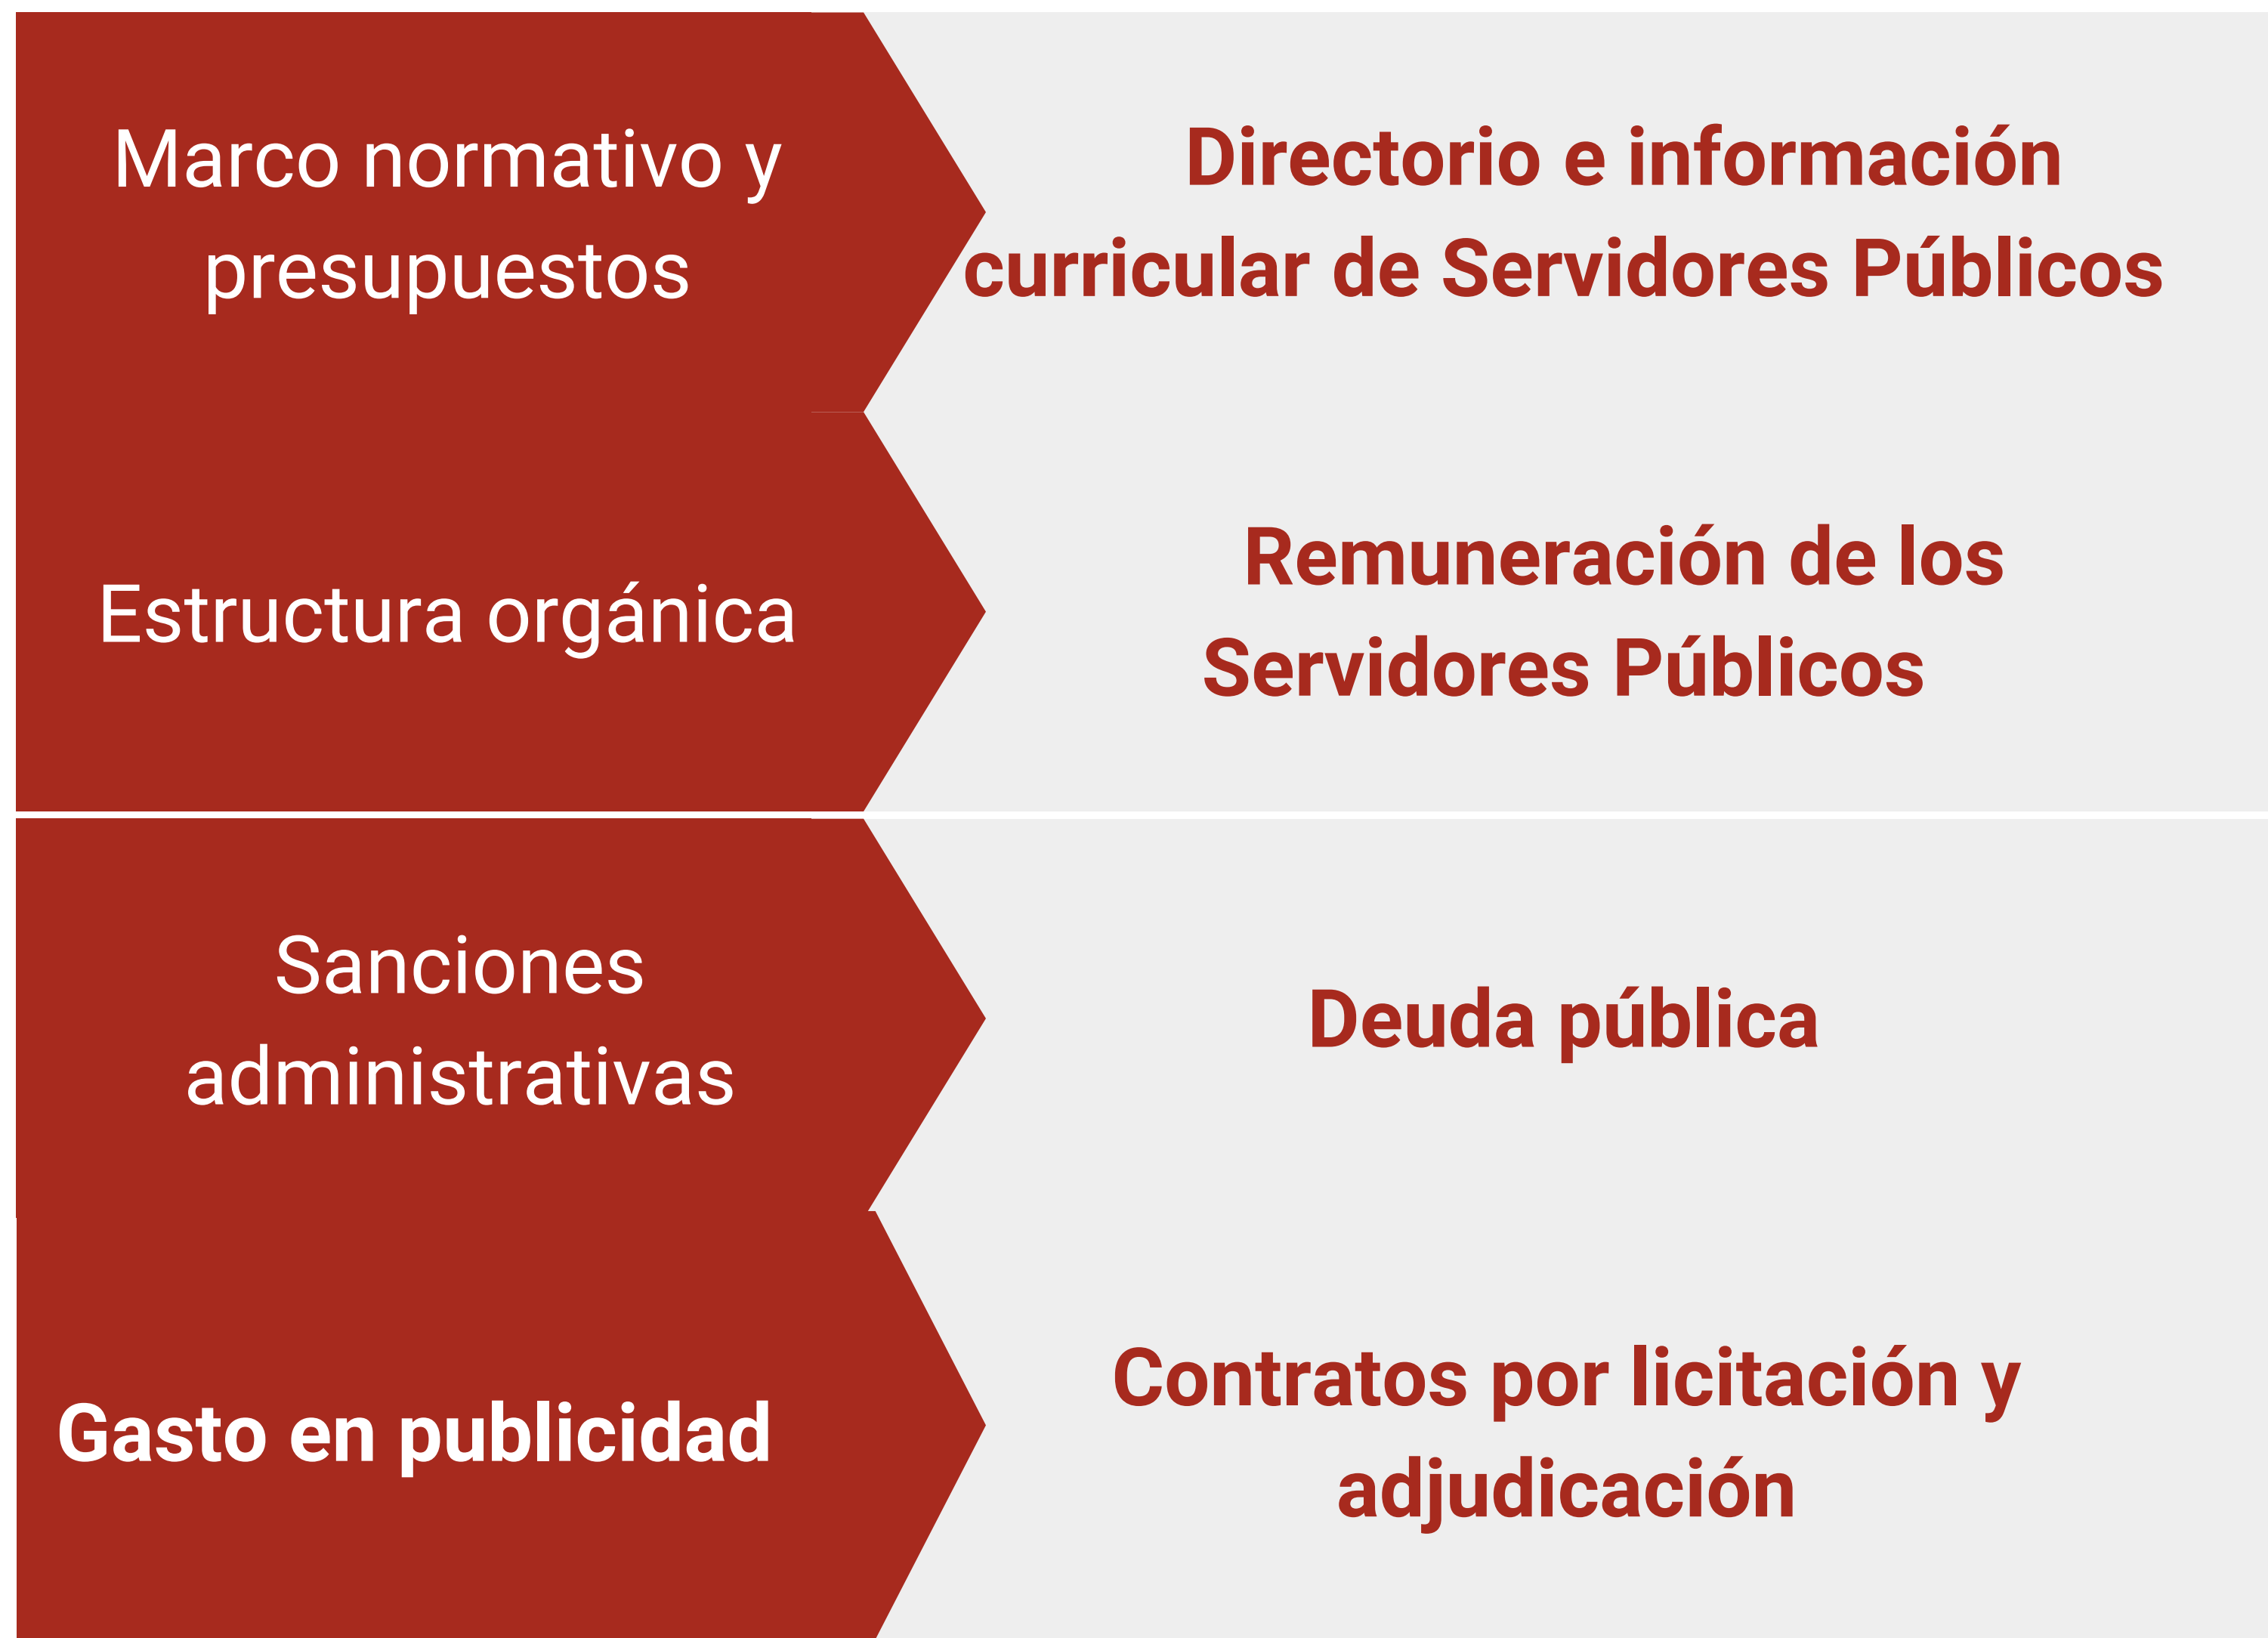 Marco normativo y
presupuestos
Directorio e información
curricular de Servidores Públicos
Estructura orgánica
Remuneración de los
Servidores Públicos
Sanciones
administrativas
Deuda pública
Gasto en publicidad
Contratos por licitación y
adjudicación